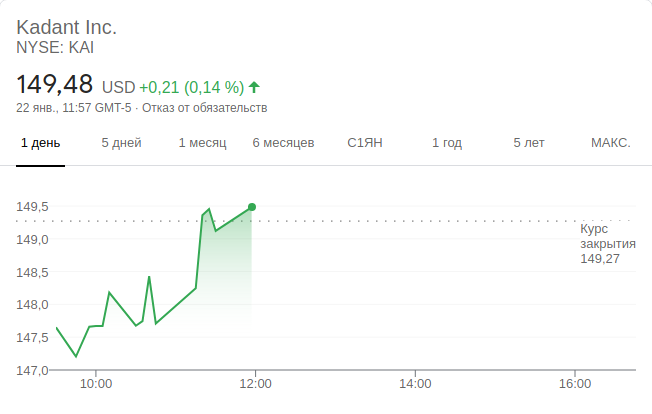 Kadant Inc.
NYSE: KAI
149,48 USD +0,21 (0,14 %)
22 янв., 11:57 GMT-5 · Отказ от обязательств
1 день 5 дней 1 месяц 6 месяцев С1ЯН 1 год 5 лет МАКС.
149,5
149,0
148,5
148,0
147,5
147,0
Курс
закрытия
149,27
10:00 12:00 14:00 16:00